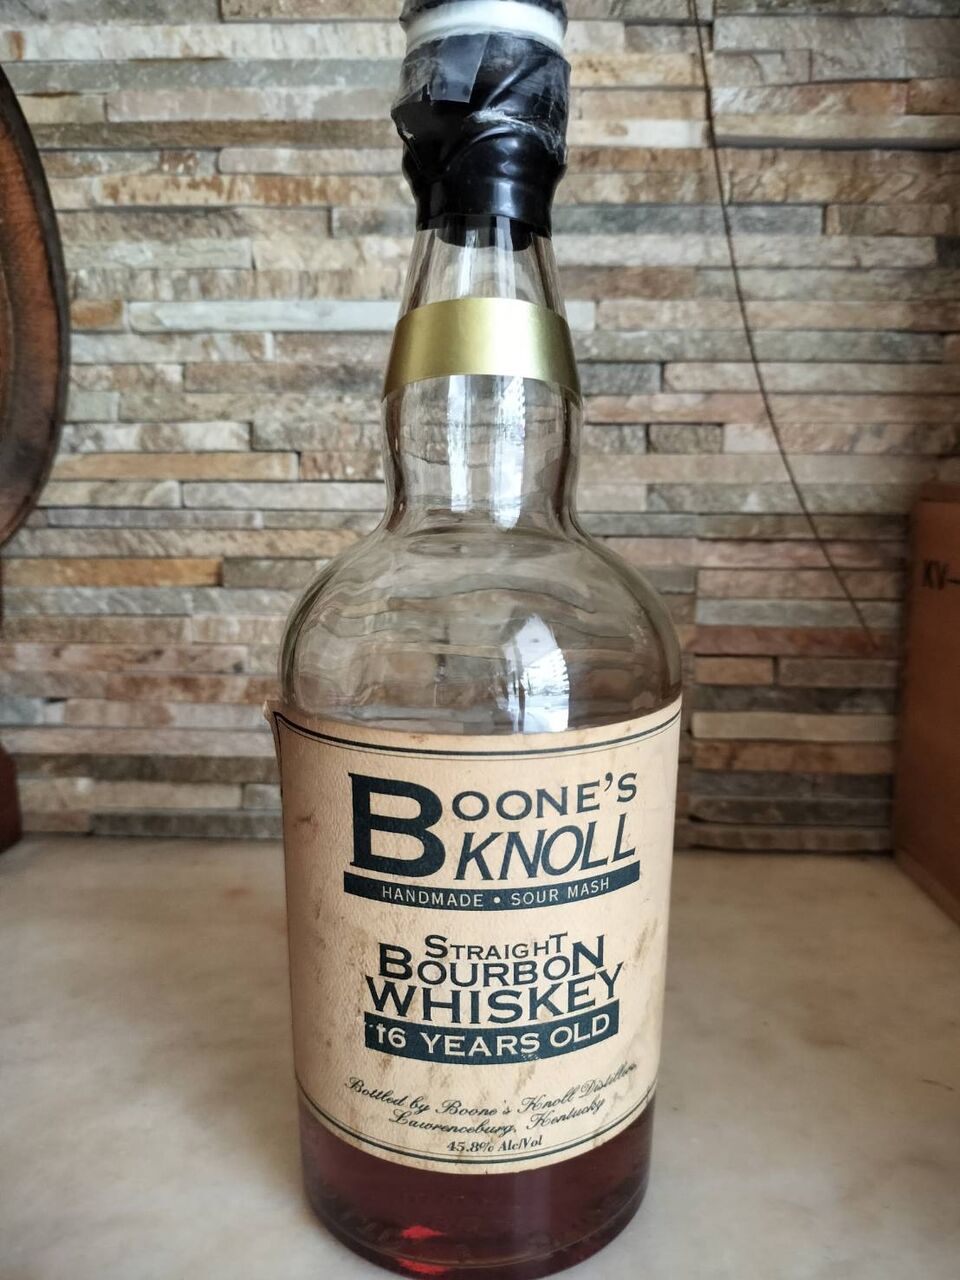 BOONE'S
KNOLL
HANDMADE • SOUR MASH
STRAIGHT
BOURBON
WHISKEY
16 YEARS OLD
Bottled by Boone's Knoll Distillery
Lawrenceburg, Kentucky
45.8% Alc/Vol
KV